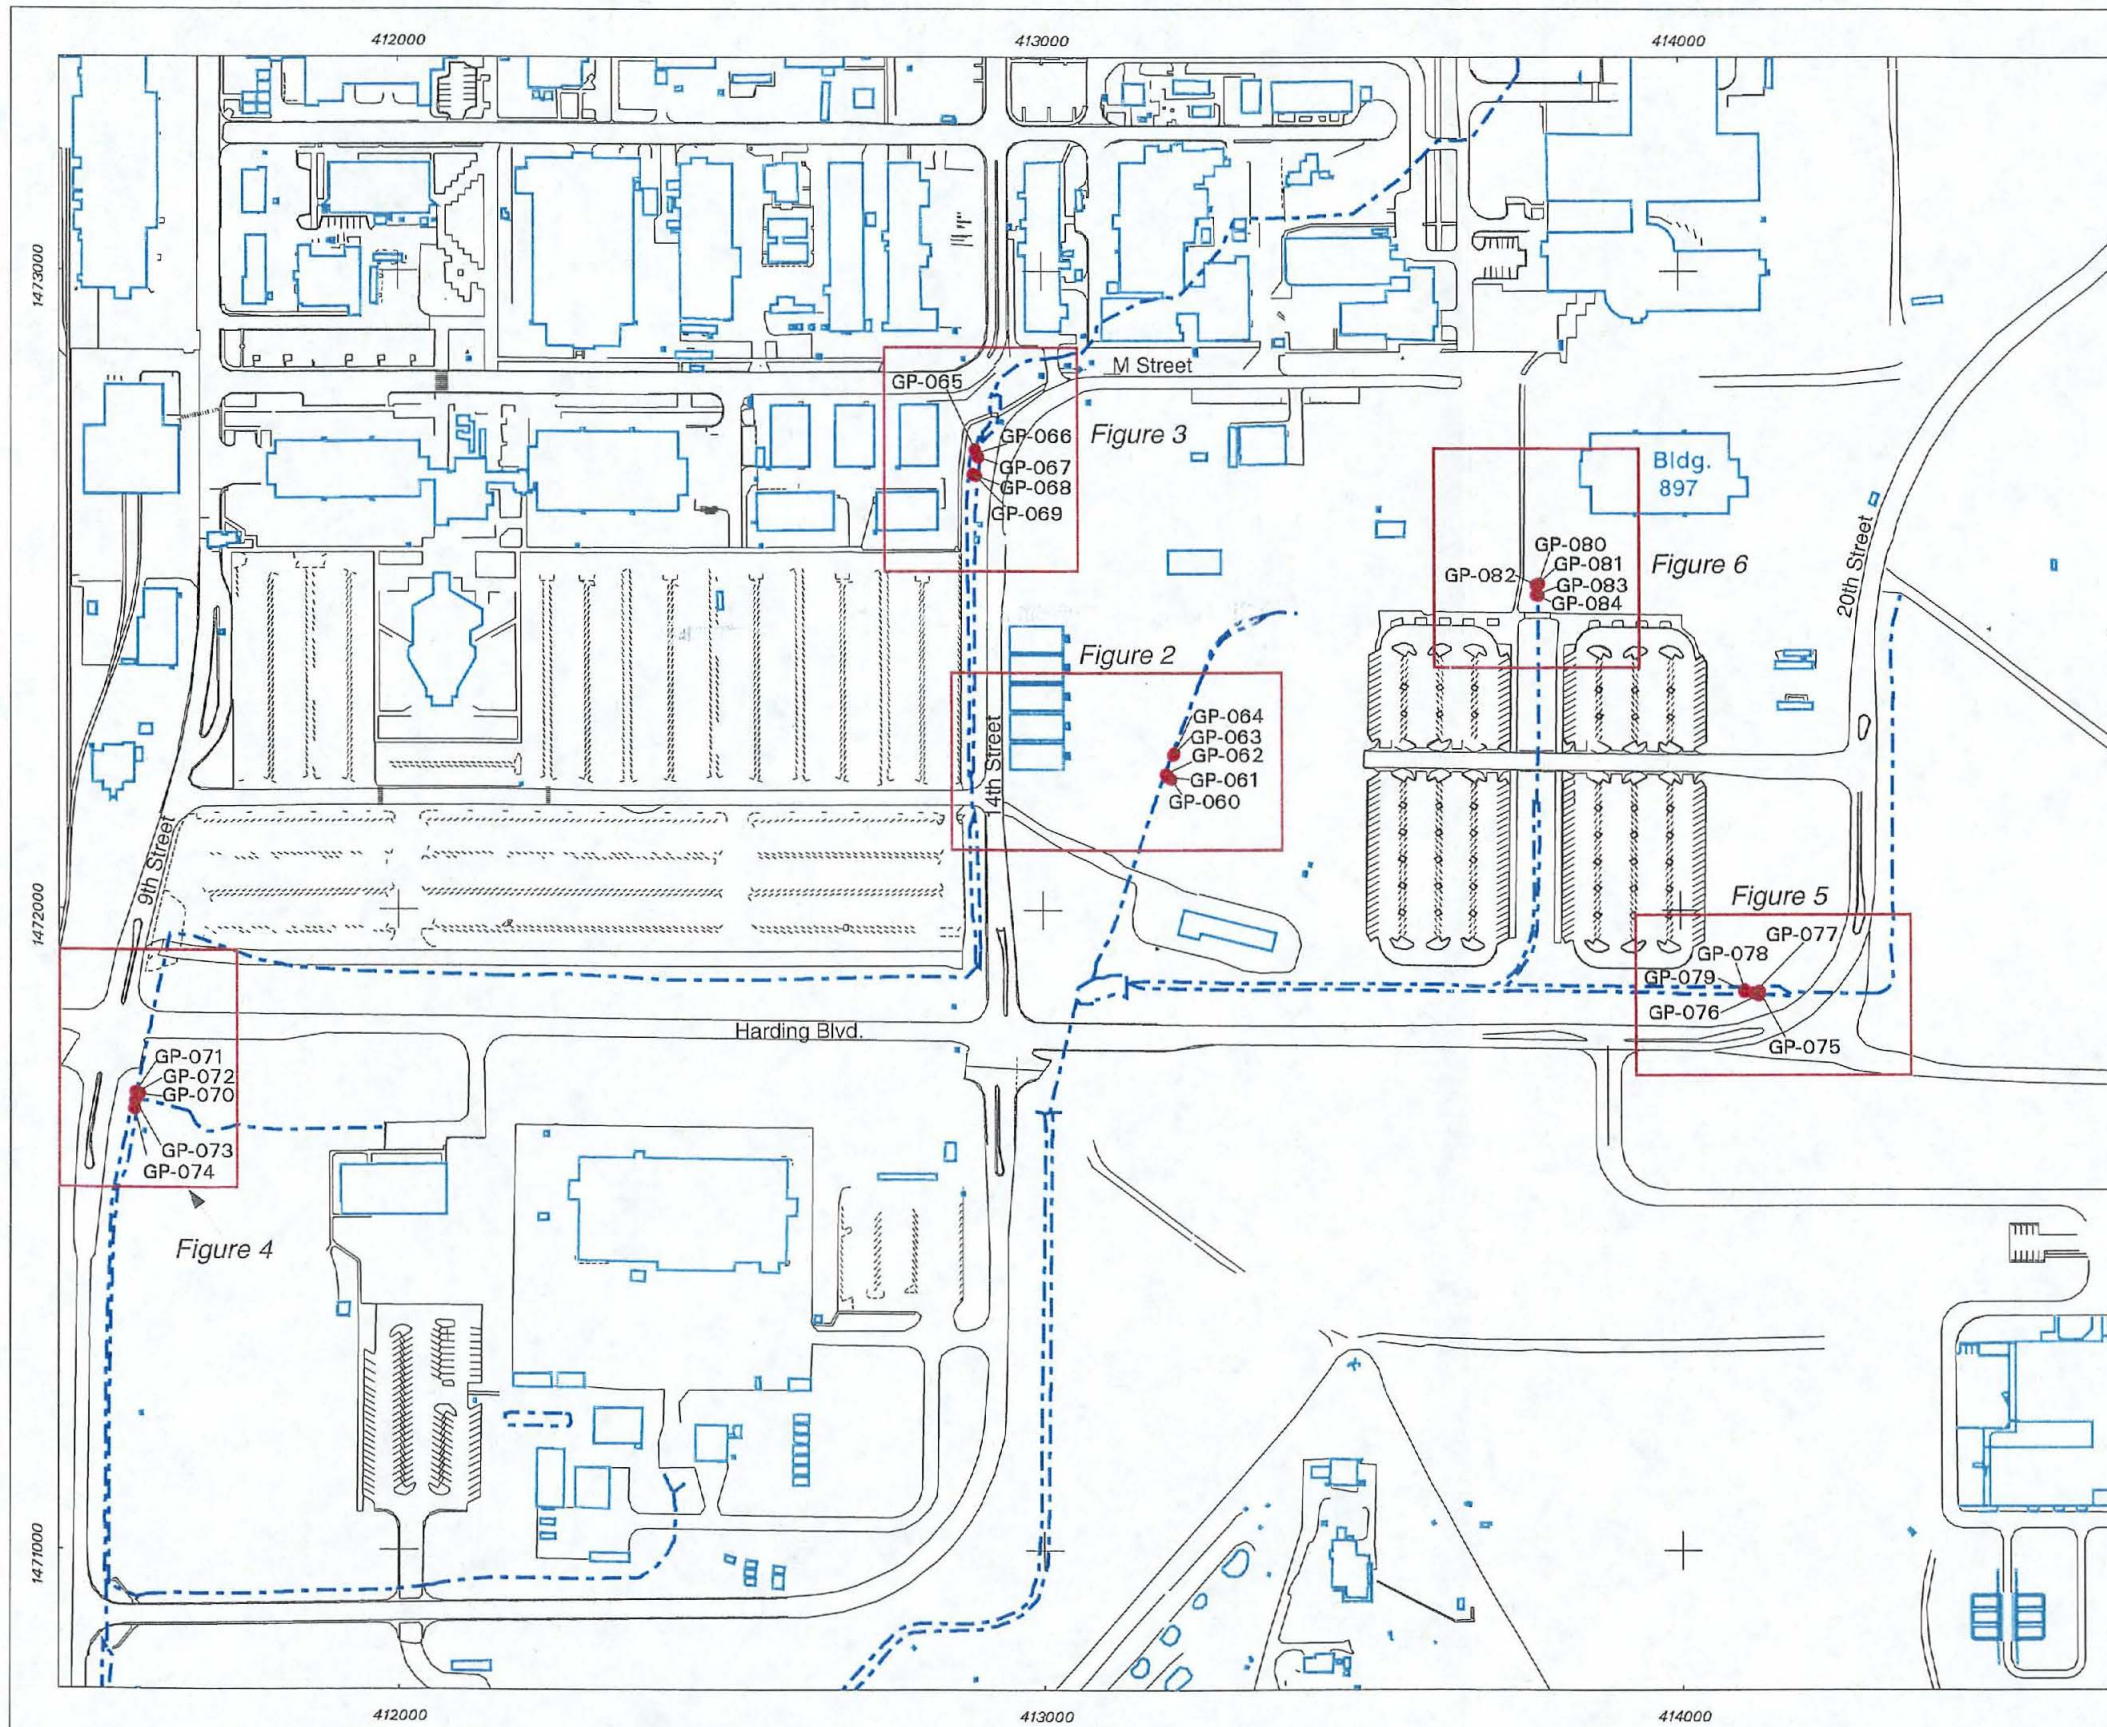 412000
413000
414000
1473000
M Street
GP-065
GP-066
Figure 3
GP-067
GP-068
GP-069
Bldg.
897
GP-080
GP-081
GP-082
GP-083
GP-084
Figure 6
20th Street
Figure 2
14th Street
GP-064
GP-063
GP-062
GP-061
GP-060
9th Street
1472000
Figure 5
GP-077
GP-078
GP-079
GP-076
GP-075
Harding Blvd.
GP-071
GP-072
GP-070
GP-073
GP-074
Figure 4
1471000
412000
413000
414000